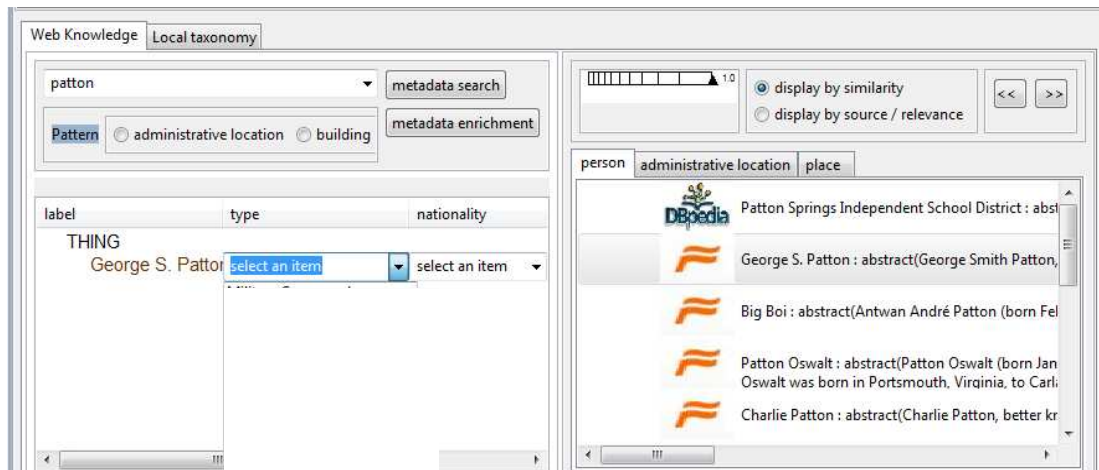 Web Knowledge
Local taxonomy
patton
metadata search
Pattern
administrative location
building
metadata enrichment
label
type
nationality
THING
George S. Pattor
select an item
select an item
1.0
display by similarity
display by source / relevance
<<
>>
person
administrative location
place
DBpedia
Patton Springs Independent School District : abst
George S. Patton : abstract(George Smith Patton,
Big Boi : abstract(Antwan André Patton (born Fel
Patton Oswalt : abstract(Patton Oswalt (born Jan
Oswalt was born in Portsmouth, Virginia, to Carl
Charlie Patton : abstract(Charlie Patton, better kr